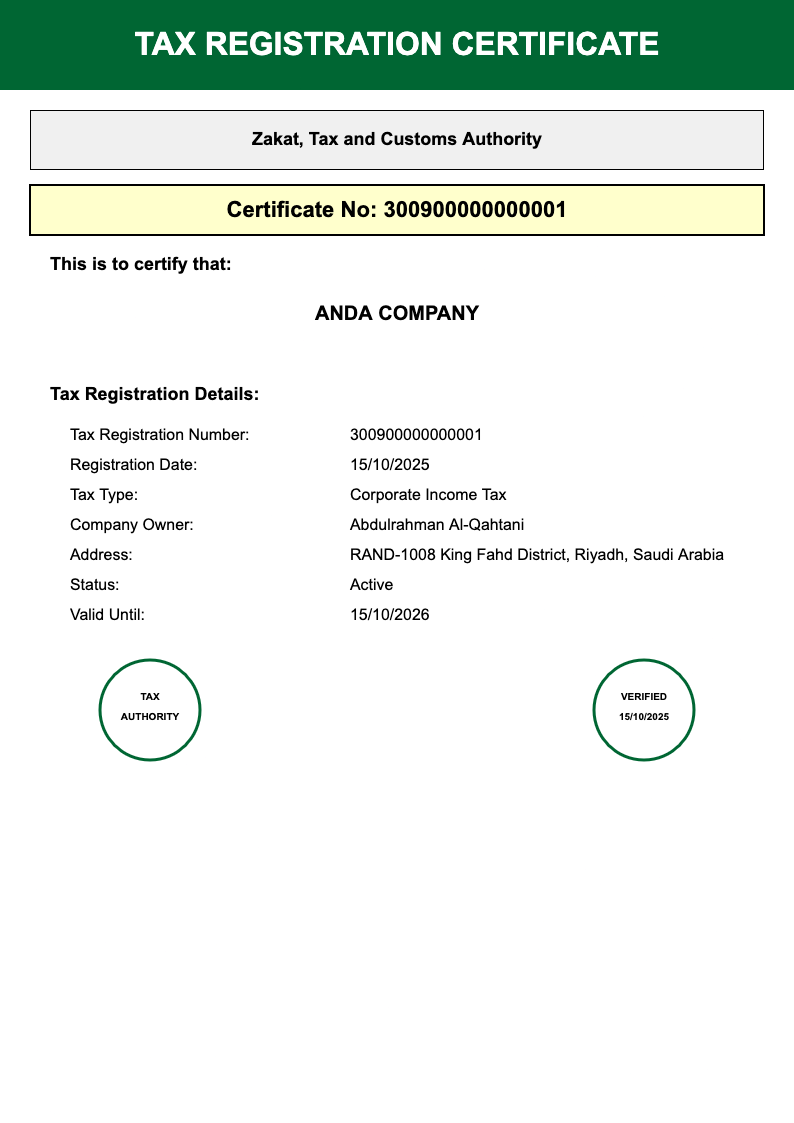 TAX REGISTRATION CERTIFICATE
Zakat, Tax and Customs Authority
Certificate No: 300900000000001
This is to certify that:
ANDA COMPANY
Tax Registration Details:
Tax Registration Number: 300900000000001
Registration Date: 15/10/2025
Tax Type: Corporate Income Tax
Company Owner: Abdulrahman Al-Qahtani
Address: RAND-1008 King Fahd District, Riyadh, Saudi Arabia
Status: Active
Valid Until: 15/10/2026
TAX
AUTHORITY
VERIFIED
15/10/2025